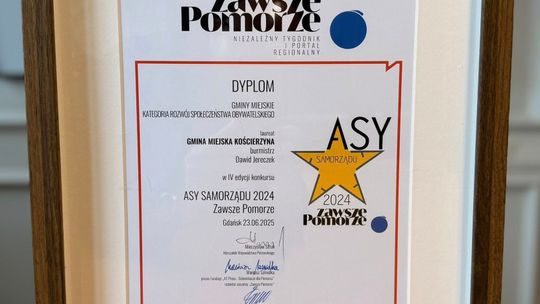 Zawsze
Pomorze
NIEZALEŻNY TYGODNIK
I PORTAL
REGIONALNY
DYPLOM
GMINY MIEJSKIE
KATEGORIA ROZWÓJ SPOŁECZEŃSTWA OBYWATELSKIEGO
laureat
GMINA MIEJSKA KOŚCIERZYNA
burmistrz
Dawid Jereczek
w IV edycji konkursu
ASY SAMORZĄDU 2024
Zawsze Pomorze
Gdańsk 23.06.2025
Mieczysław Struk
Marszałek Województwa Pomorskiego
Mariusz Szmidka
ASY
SAMORZĄDU
2024
Zawsze
Pomorze